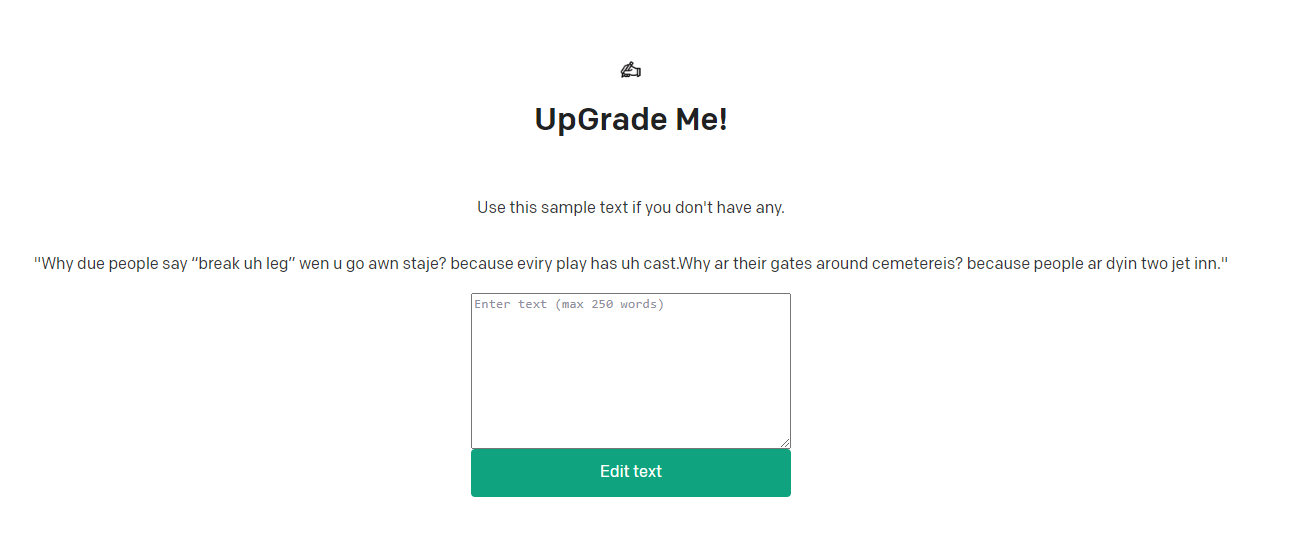 UpGrade Me!
Use this sample text if you don't have any.
"Why due people say “break uh leg” wen u go awn staje? because eviry play has uh cast.Why ar their gates around cemetereis? because people ar dyin two jet inn."
Enter text (max 250 words)
Edit text